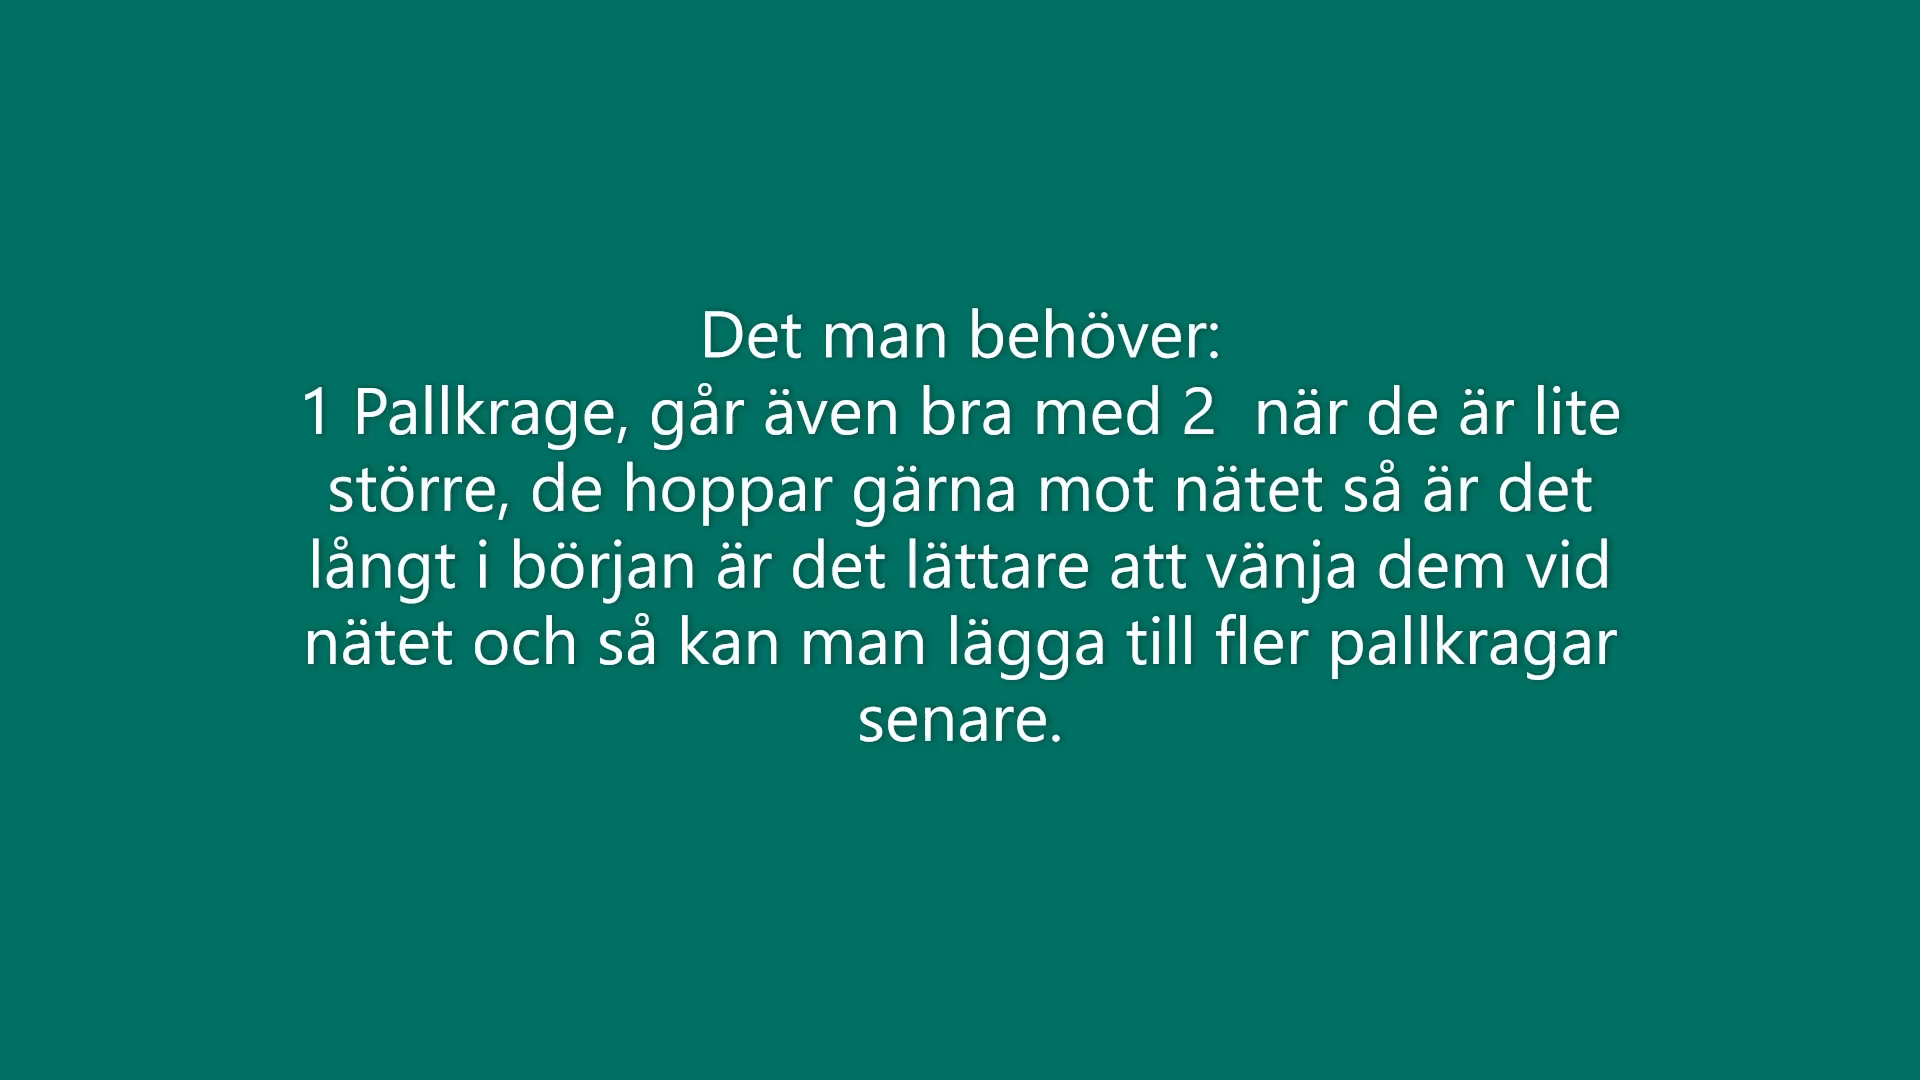 Det man behöver:
1 Pallkrage, går även bra med 2  när de är lite
större, de hoppar gärna mot nätet så är det
långt i början är det lättare att vänja dem vid
nätet och så kan man lägga till fler pallkragar
senare.